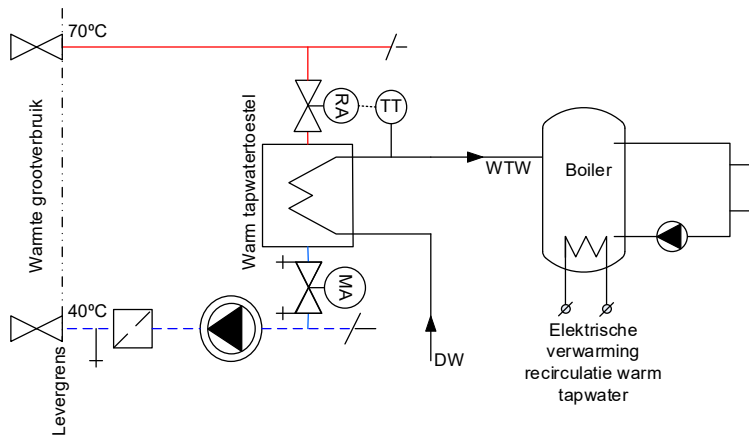 70ºC
RA
TT
Warmte grootverbruik
Warm tapwatertoestel
WTW
Boiler
MA
40ºC
Levergrens
DW
Elektrische
verwarming
recirculatie warm
tapwater